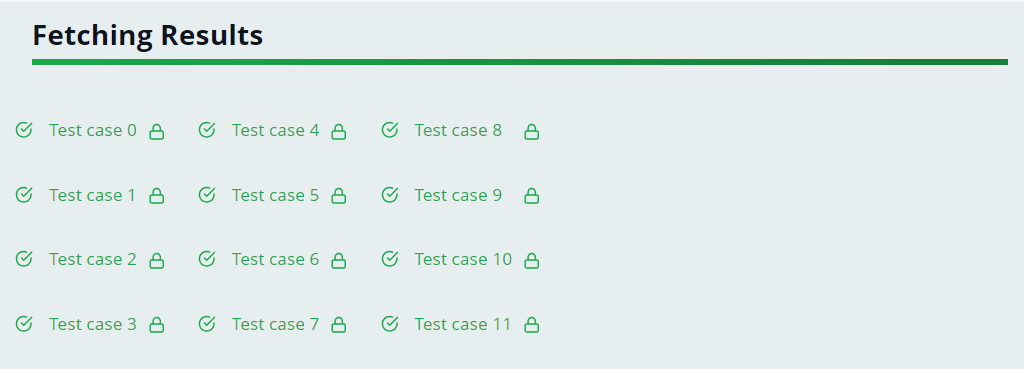 Fetching Results
Test case 0 Test case 4 Test case 8
Test case 1 Test case 5 Test case 9
Test case 2 Test case 6 Test case 10
Test case 3 Test case 7 Test case 11